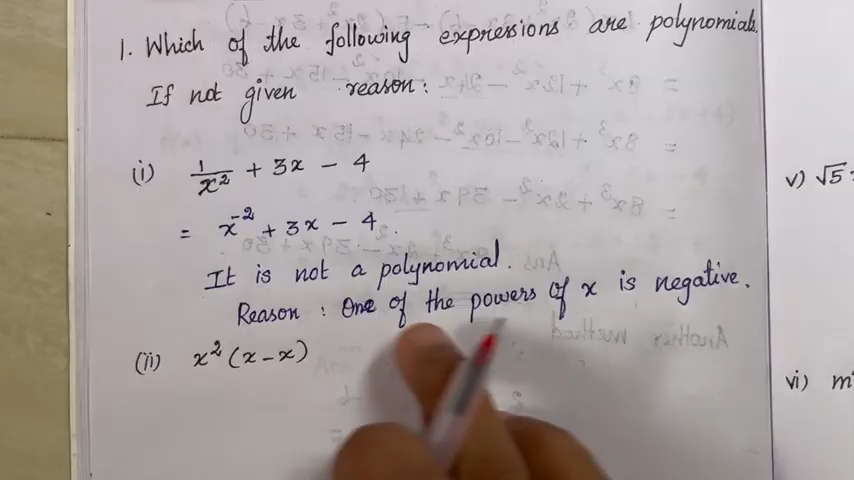 1. Which of the following expressions are polynomials.
If not given reason:
(i) 1/x² + 3x - 4
= x⁻² + 3x - 4.
It is not a polynomial.
Reason: One of the powers of x is negative.
(ii) x² (x - x)
v) √5
vi) m